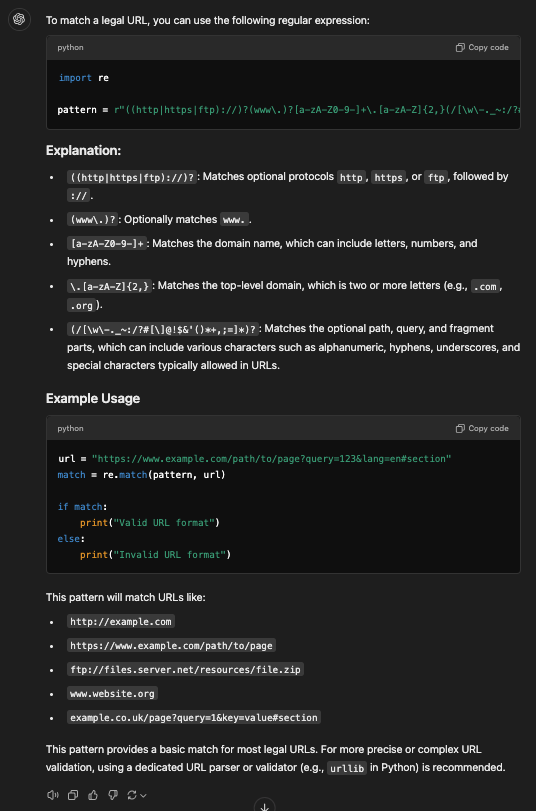 To match a legal URL, you can use the following regular expression:
python
Copy code
import re
pattern = r"((http|https|ftp)://)?(www\.)?[a-zA-Z0-9-]+\.[a-zA-Z]{2,}(/[\w\-._~:/?#
Explanation:
• ((http|https|ftp)://)? : Matches optional protocols http , https , or ftp , followed by
:// .
• (www\.)? : Optionally matches www. .
• [a-zA-Z0-9-]+ : Matches the domain name, which can include letters, numbers, and
hyphens.
• \.[a-zA-Z]{2,} : Matches the top-level domain, which is two or more letters (e.g., .com ,
.org ).
• (/[\w\-._~:/?#[\]@!$&'()*+,;=]*)? : Matches the optional path, query, and fragment
parts, which can include various characters such as alphanumeric, hyphens, underscores, and
special characters typically allowed in URLs.
Example Usage
python
Copy code
url = "https://www.example.com/path/to/page?query=123&lang=en#section"
match = re.match(pattern, url)
if match:
print("Valid URL format")
else:
print("Invalid URL format")
This pattern will match URLs like:
• http://example.com
• https://www.example.com/path/to/page
• ftp://files.server.net/resources/file.zip
• www.website.org
• example.co.uk/page?query=1&key=value#section
This pattern provides a basic match for most legal URLs. For more precise or complex URL
validation, using a dedicated URL parser or validator (e.g., urllib in Python) is recommended.